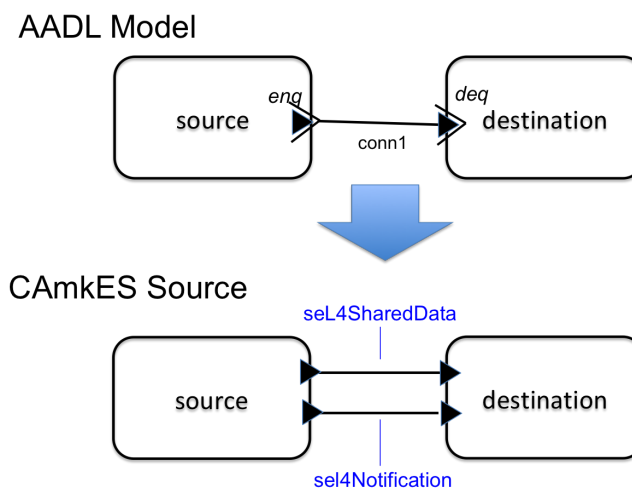 AADL Model
enq
deq
source
destination
conn1
CAmkES Source
seL4SharedData
source
destination
sel4Notification